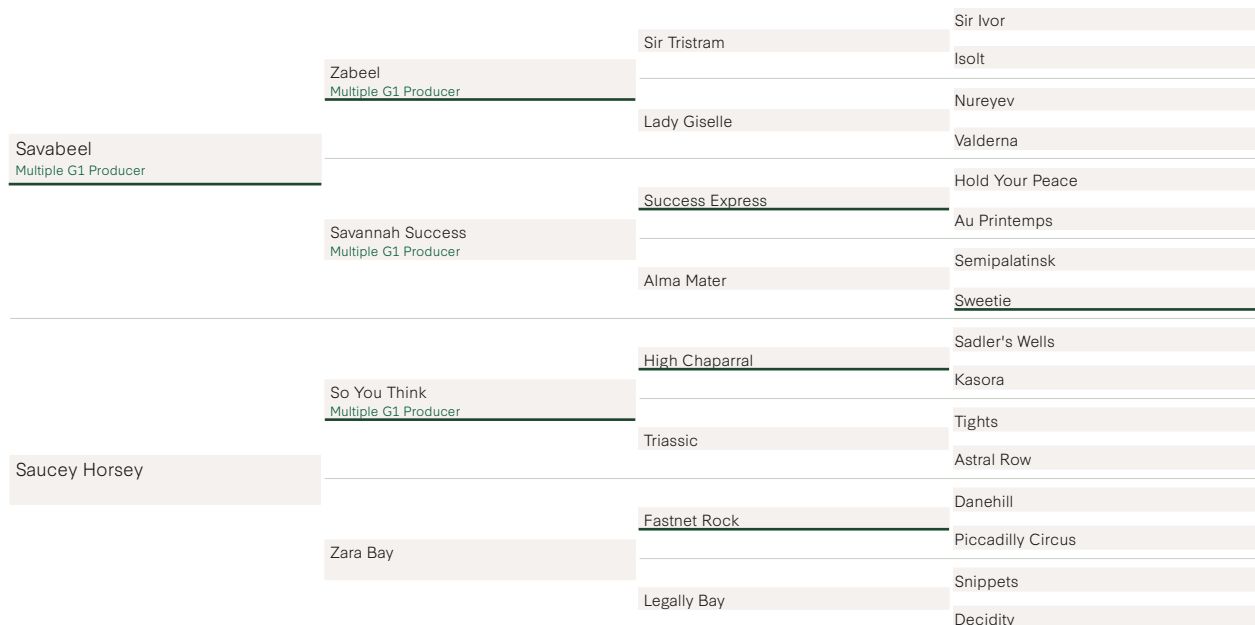 Savabeel
Multiple G1 Producer
Saucey Horsey
Zabeel
Multiple G1 Producer
Savannah Success
Multiple G1 Producer
So You Think
Multiple G1 Producer
Zara Bay
Sir Tristram
Lady Giselle
Success Express
Alma Mater
High Chaparral
Triassic
Fastnet Rock
Legally Bay
Sir Ivor
Isolt
Nureyev
Valderna
Hold Your Peace
Au Printemps
Semipalatinsk
Sweetie
Sadler's Wells
Kasora
Tights
Astral Row
Danehill
Piccadilly Circus
Snippets
Decidity